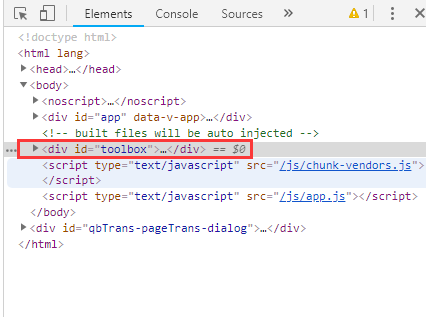 Elements Console Sources » 1
<!doctype html>
<html lang>
<head>…</head>
<body>
<noscript>…</noscript>
<div id="app" data-v-app>…</div>
<!-- built files will be auto injected -->
… <div id="toolbox">…</div> == $0
<script type="text/javascript" src="/js/chunk-vendors.js">
</script>
<script type="text/javascript" src="/js/app.js"></script>
</body>
<div id="qbTrans-pageTrans-dialog">…</div>
</html>